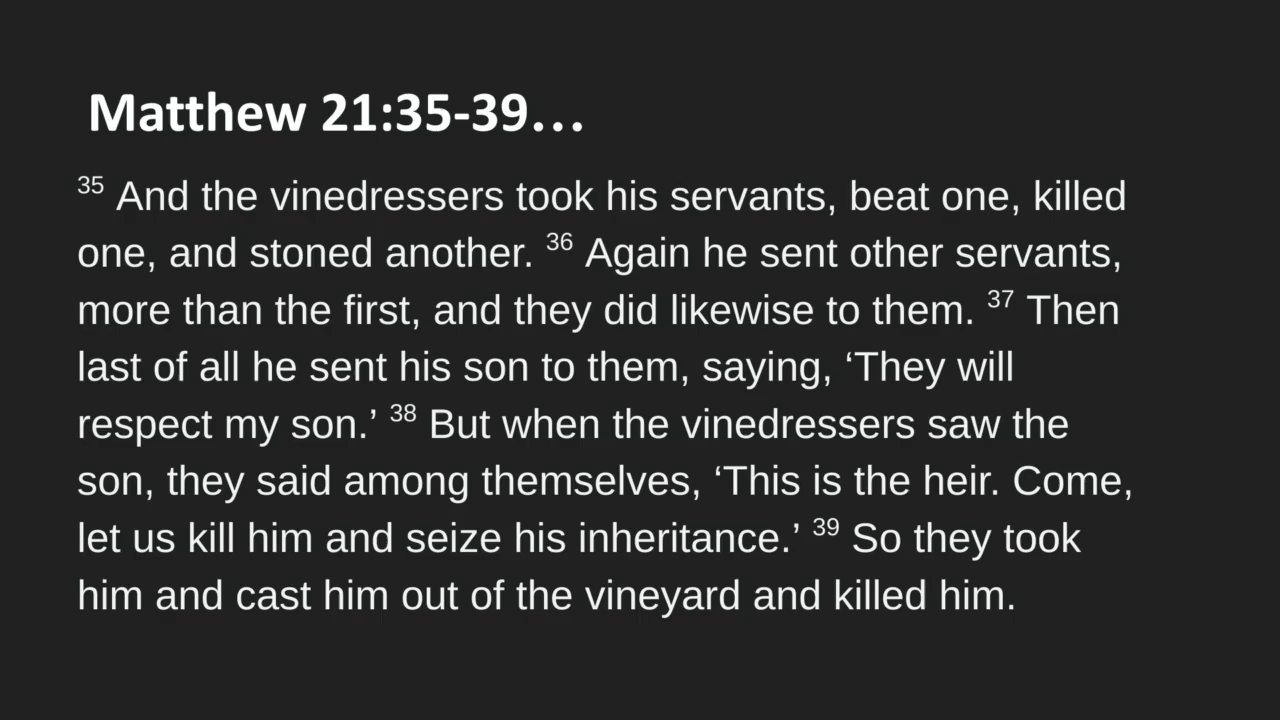 Matthew 21:35-39…
35 And the vinedressers took his servants, beat one, killed
one, and stoned another. 36 Again he sent other servants,
more than the first, and they did likewise to them. 37 Then
last of all he sent his son to them, saying, ‘They will
respect my son.’ 38 But when the vinedressers saw the
son, they said among themselves, ‘This is the heir. Come,
let us kill him and seize his inheritance.’ 39 So they took
him and cast him out of the vineyard and killed him.